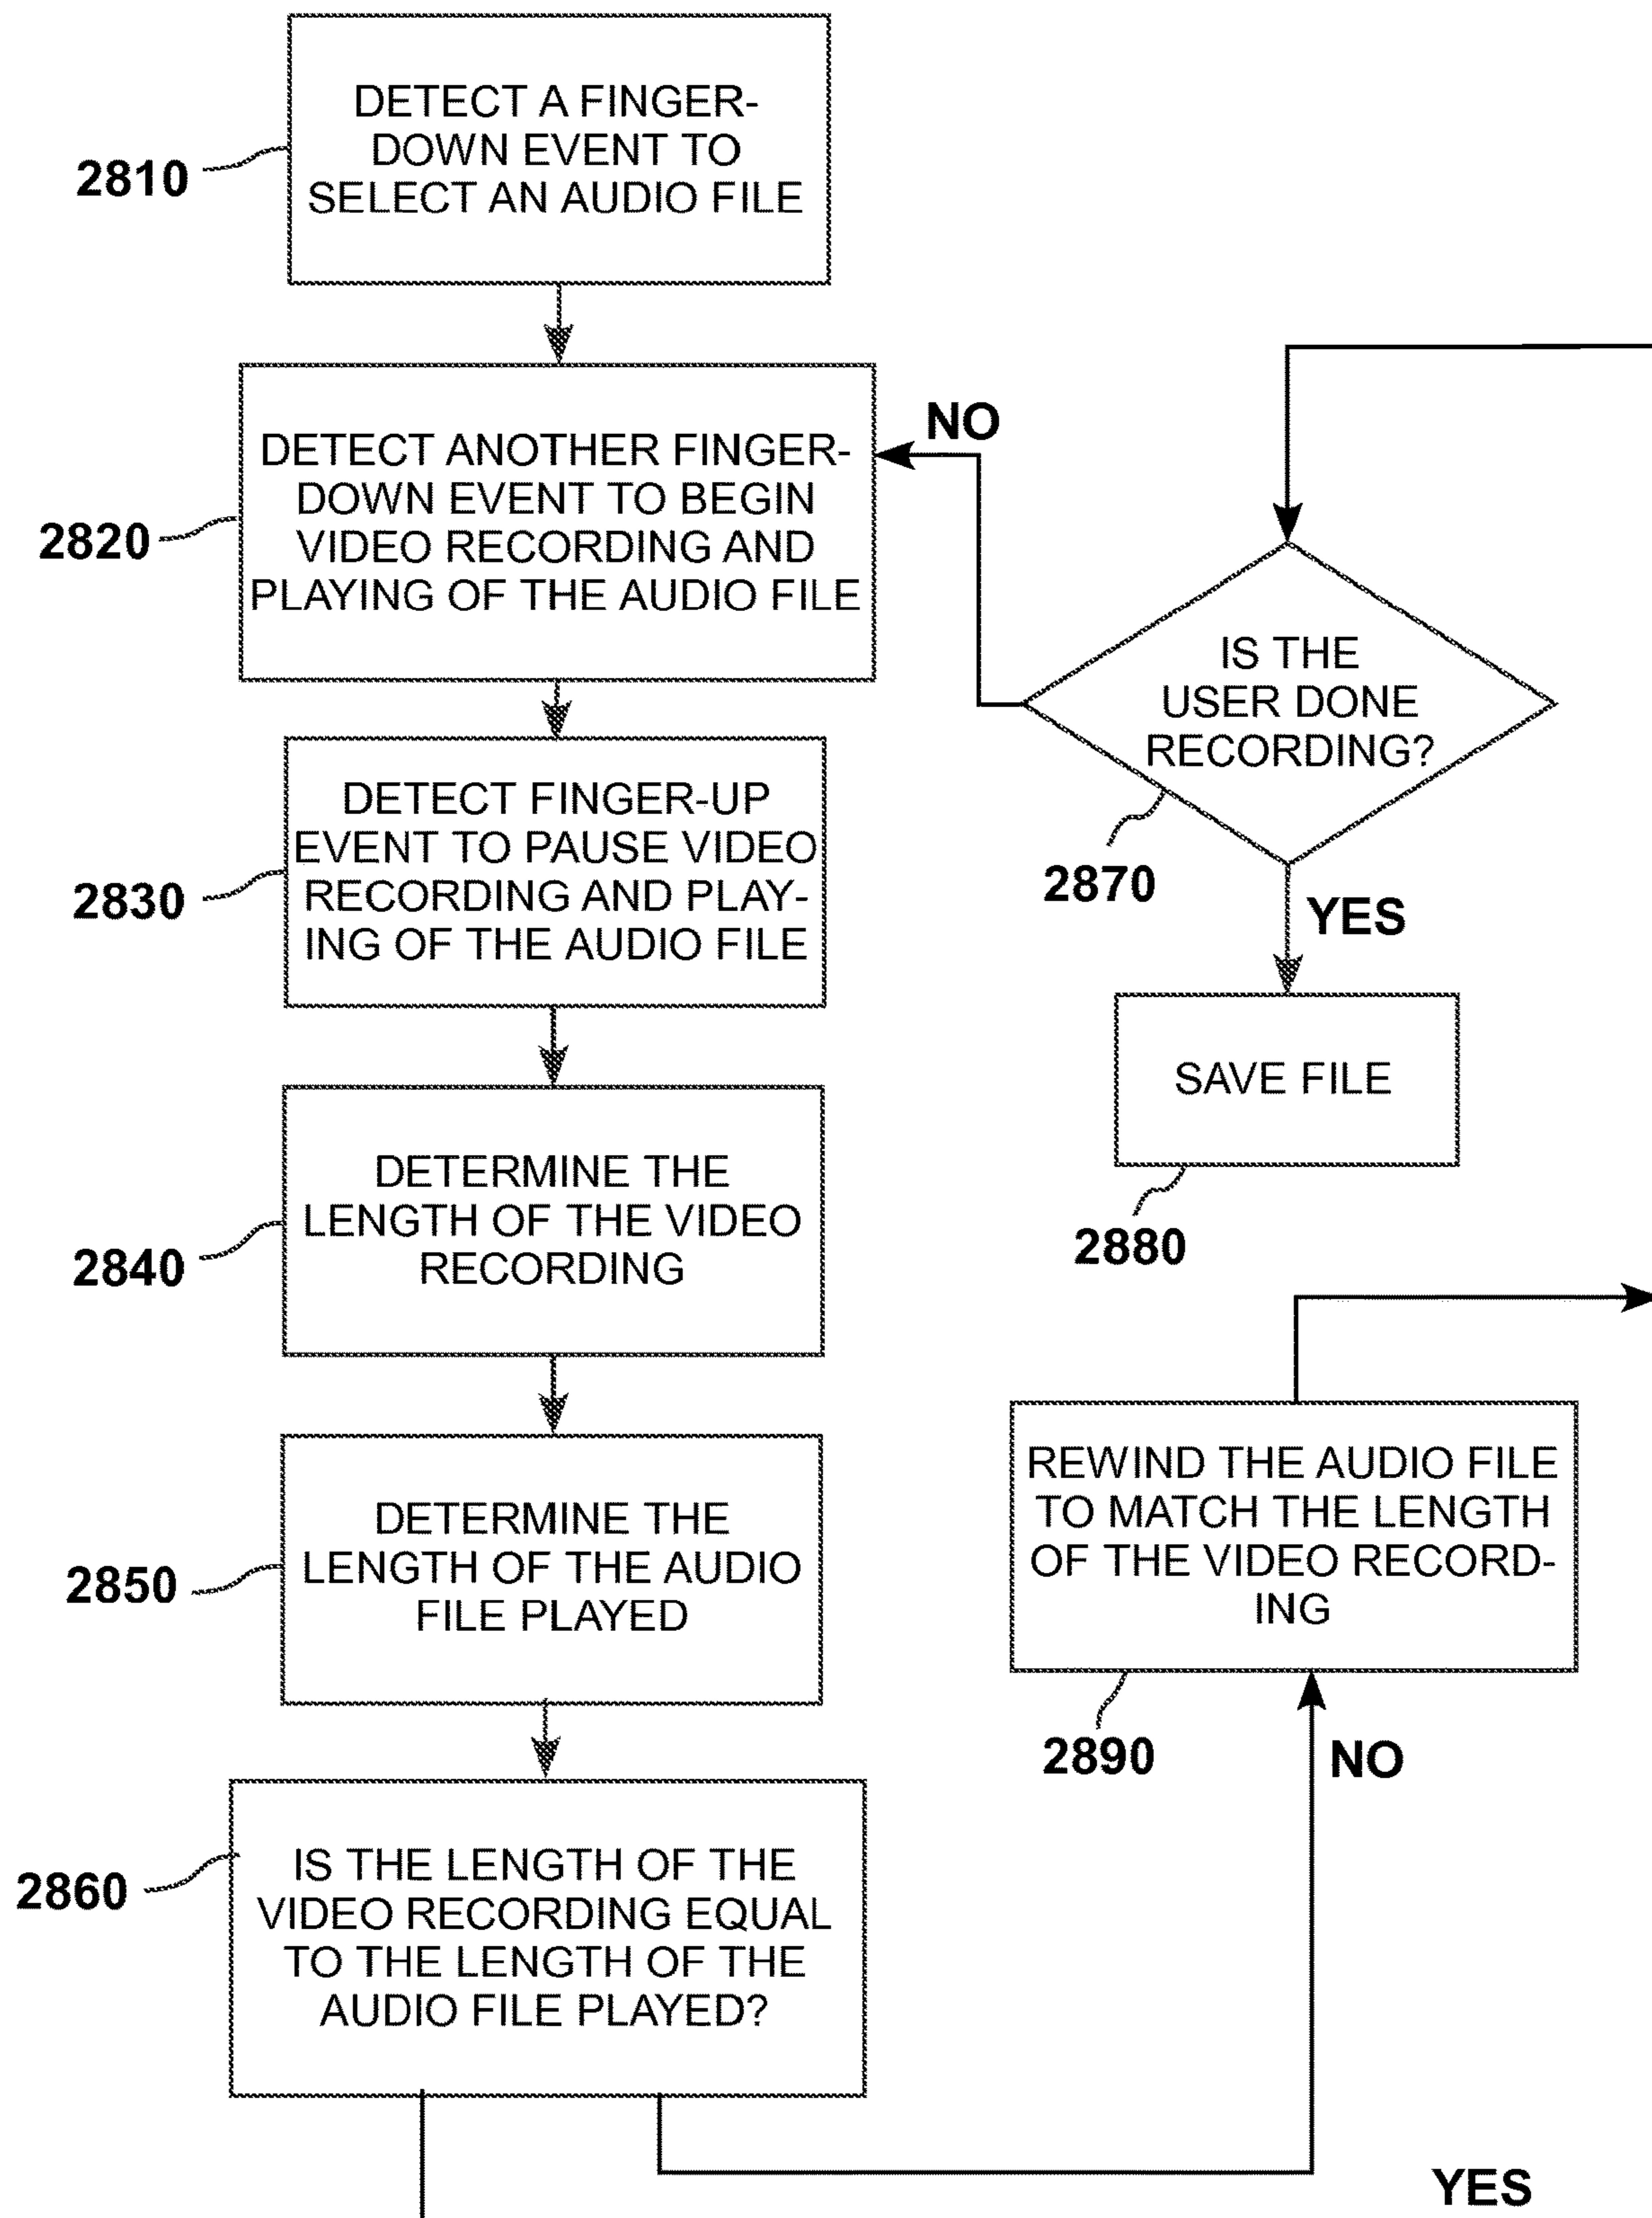 DETECT A FINGER-
DOWN EVENT TO
SELECT AN AUDIO FILE
2810
DETECT ANOTHER FINGER-
DOWN EVENT TO BEGIN
VIDEO RECORDING AND
PLAYING OF THE AUDIO FILE
2820
DETECT FINGER-UP
EVENT TO PAUSE VIDEO
RECORDING AND PLAY-
ING OF THE AUDIO FILE
2830
DETERMINE THE
LENGTH OF THE VIDEO
RECORDING
2840
DETERMINE THE
LENGTH OF THE AUDIO
FILE PLAYED
2850
IS THE LENGTH OF THE
VIDEO RECORDING EQUAL
TO THE LENGTH OF THE
AUDIO FILE PLAYED?
2860
NO
IS THE
USER DONE
RECORDING?
2870
YES
SAVE FILE
2880
REWIND THE AUDIO FILE
TO MATCH THE LENGTH
OF THE VIDEO RECORD-
ING
2890
NO
YES